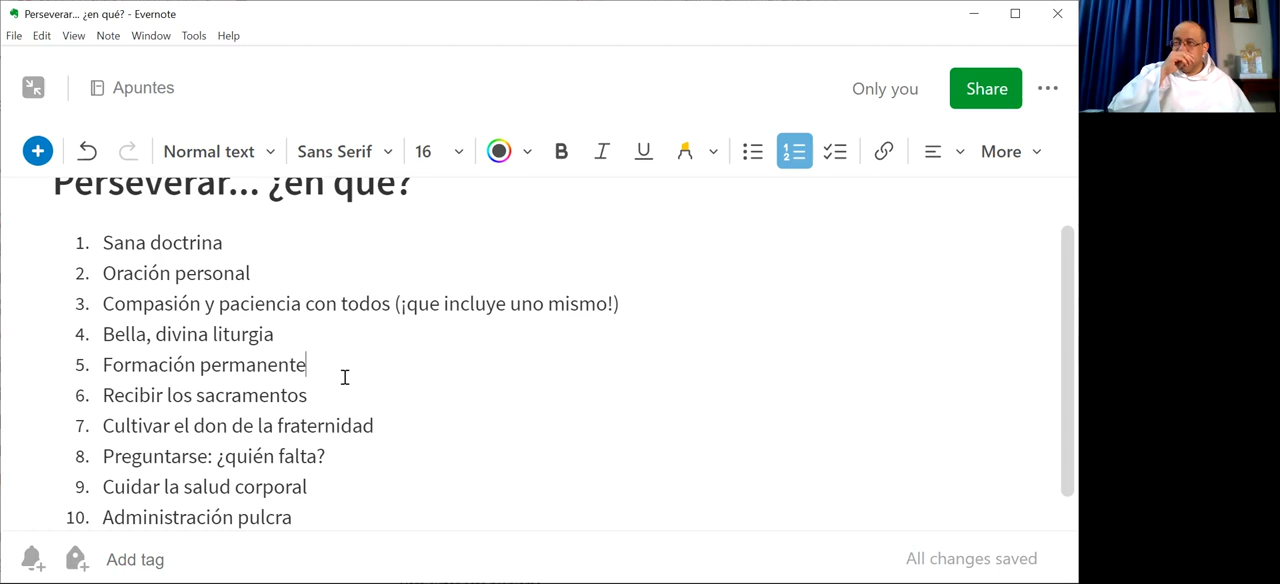 Perseverar... ¿en qué? - Evernote
File Edit View Note Window Tools Help
Apuntes
Only you
Share
Normal text
Sans Serif
16
B I U
More
Perseverar... ¿en qué?
1. Sana doctrina
2. Oración personal
3. Compasión y paciencia con todos (¡que incluye uno mismo!)
4. Bella, divina liturgia
5. Formación permanente
6. Recibir los sacramentos
7. Cultivar el don de la fraternidad
8. Preguntarse: ¿quién falta?
9. Cuidar la salud corporal
10. Administración pulcra
Add tag
All changes saved